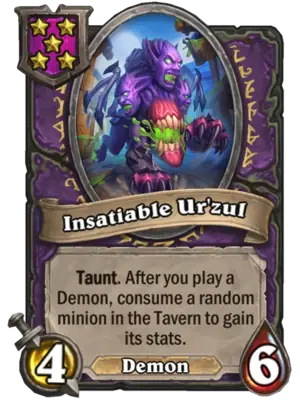 Insatiable Ur'zul
Taunt. After you play a
Demon, consume a random
minion in the Tavern to gain
its stats.
4
Demon
6